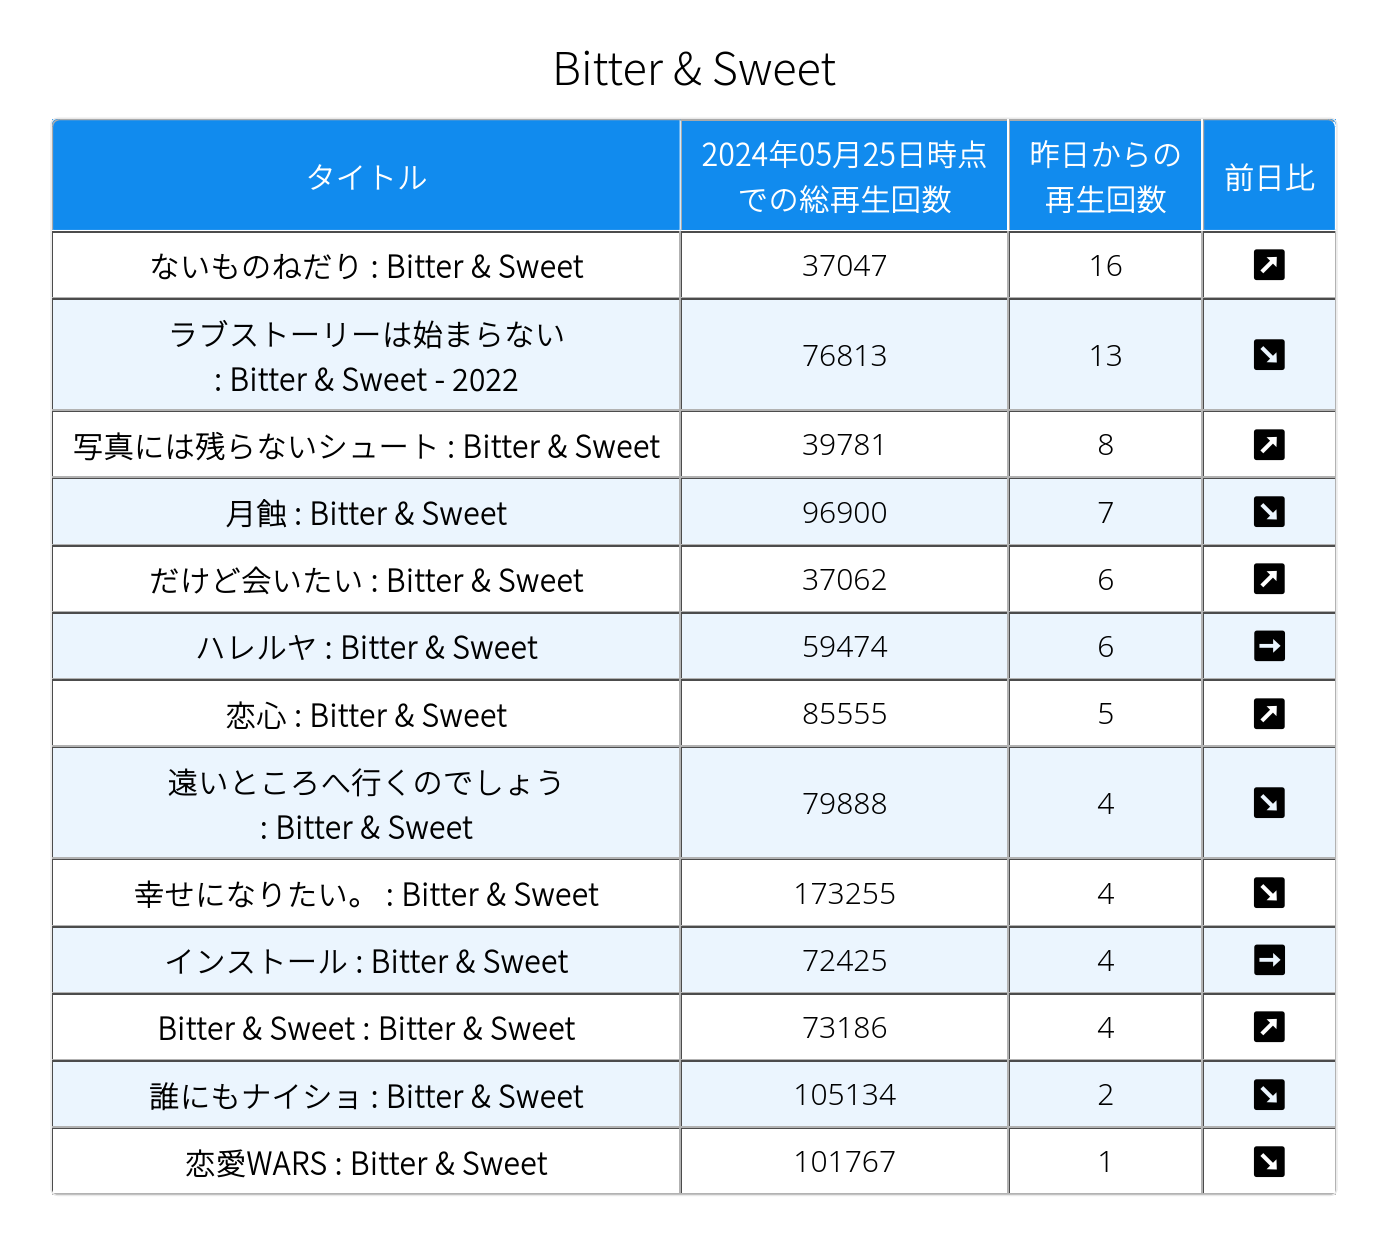 Bitter & Sweet
タイトル
2024年05月25日時点
での総再生回数
昨日からの
再生回数
前日比
ないものねだり : Bitter & Sweet 37047 16 ↗
ラブストーリーは始まらない
: Bitter & Sweet - 2022 76813 13 ↘
写真には残らないシュート : Bitter & Sweet 39781 8 ↗
月蝕 : Bitter & Sweet 96900 7 ↘
だけど会いたい : Bitter & Sweet 37062 6 ↗
ハレルヤ : Bitter & Sweet 59474 6 →
恋心 : Bitter & Sweet 85555 5 ↗
遠いところへ行くのでしょう
: Bitter & Sweet 79888 4 ↘
幸せになりたい。 : Bitter & Sweet 173255 4 ↘
インストール : Bitter & Sweet 72425 4 →
Bitter & Sweet : Bitter & Sweet 73186 4 ↗
誰にもナイショ : Bitter & Sweet 105134 2 ↘
恋愛WARS : Bitter & Sweet 101767 1 ↘